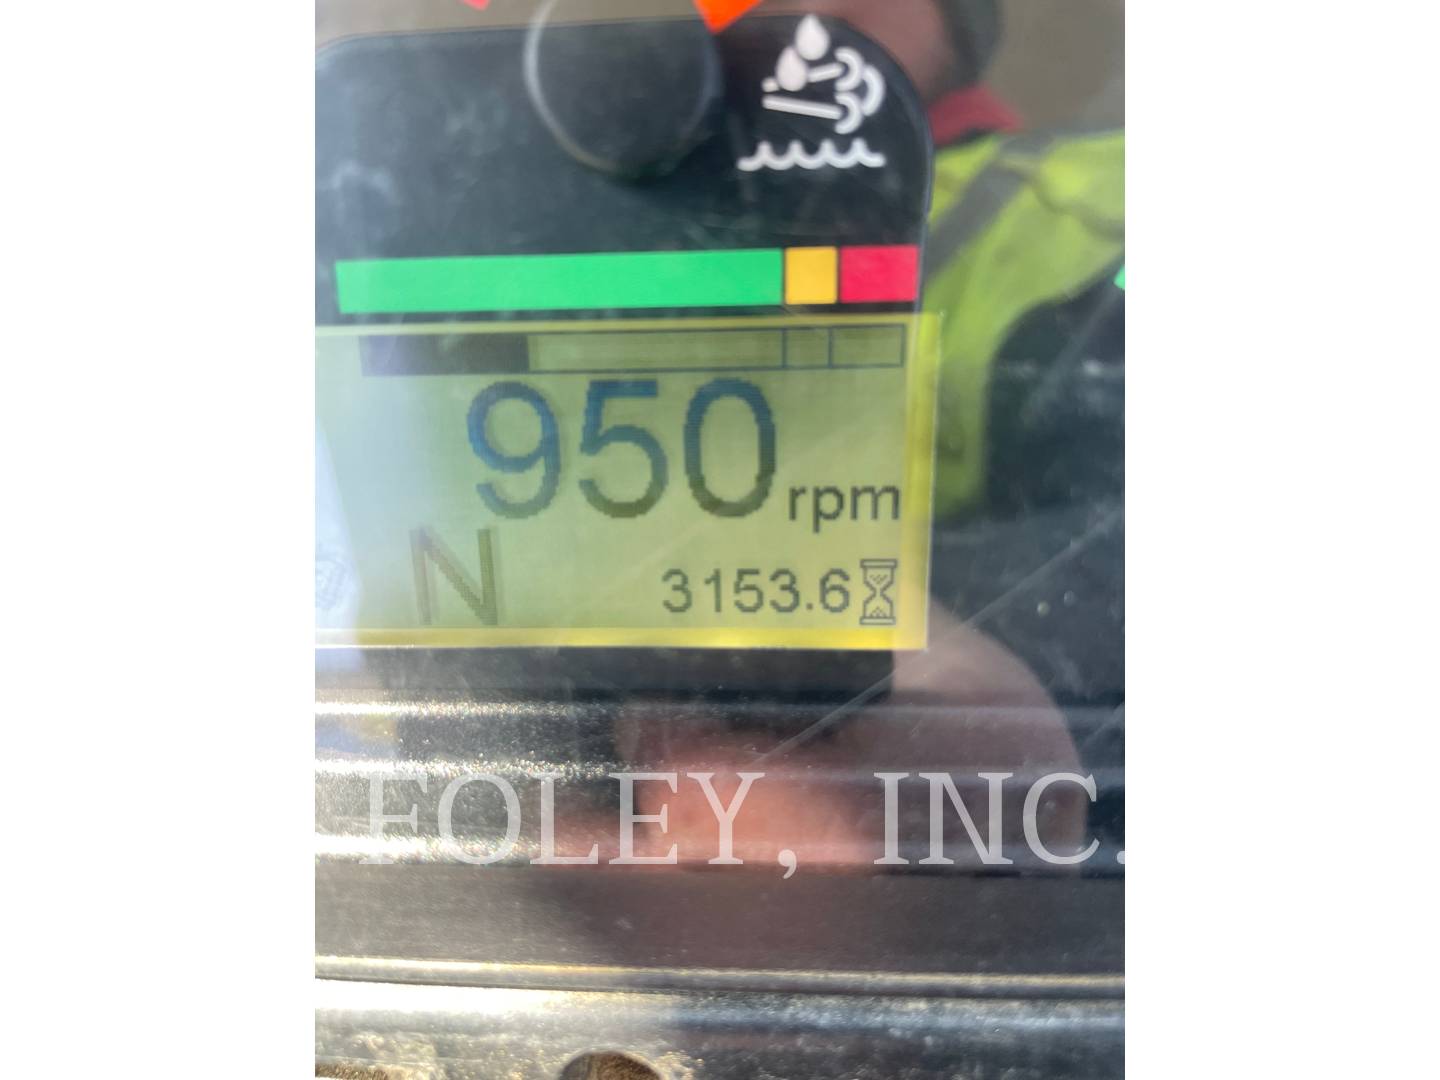 950 rpm
N 3153.6
FOLEY, INC.